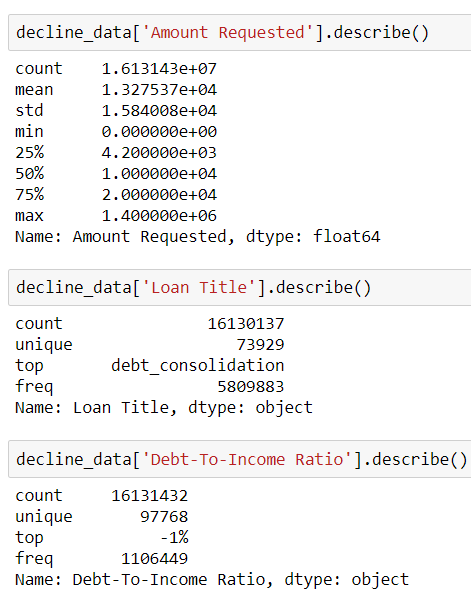 decline_data['Amount Requested'].describe()
count    1.613143e+07
mean     1.327537e+04
std      1.584008e+04
min      0.000000e+00
25%      4.200000e+03
50%      1.000000e+04
75%      2.000000e+04
max      1.400000e+06
Name: Amount Requested, dtype: float64
decline_data['Loan Title'].describe()
count               16130137
unique                 73929
top       debt_consolidation
freq                 5809883
Name: Loan Title, dtype: object
decline_data['Debt-To-Income Ratio'].describe()
count     16131432
unique       97768
top            -1%
freq       1106449
Name: Debt-To-Income Ratio, dtype: object